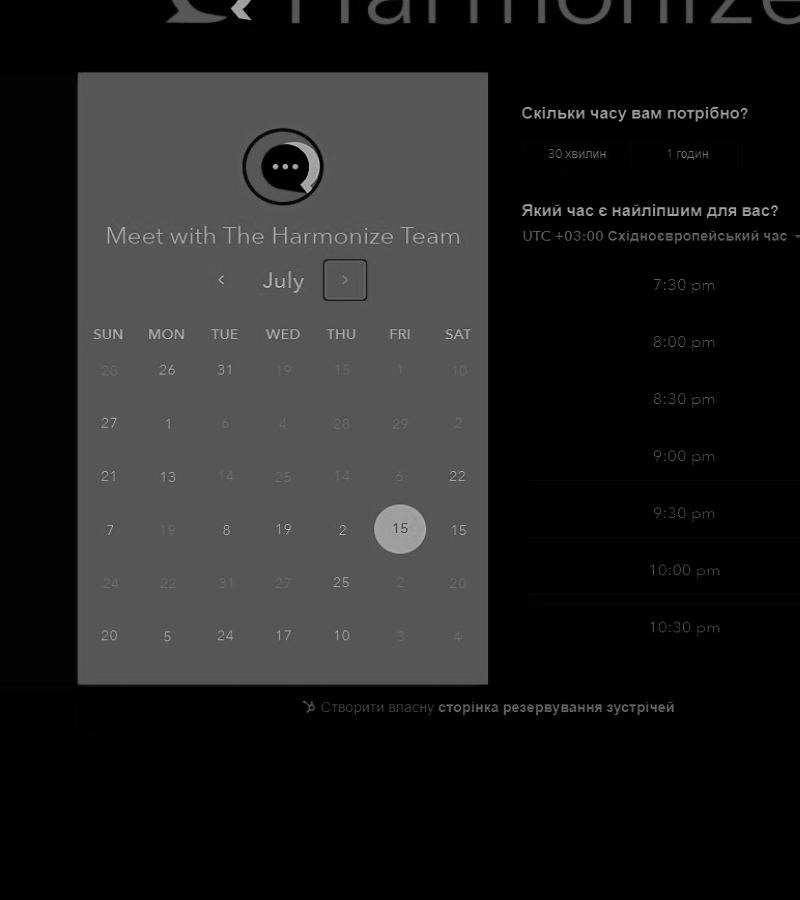 Harmonize
Meet with The Harmonize Team
July
SUN MON TUE WED THU FRI SAT
28 26 31 19 15 1 10
27 1 6 4 28 29 2
21 13 14 25 14 6 22
7 19 8 19 2 15 15
24 22 31 27 25 2 20
20 5 24 17 10 3 4
Скільки часу вам потрібно?
30 хвилин
1 годин
Який час є найліпшим для вас?
UTC +03:00 Східноєвропейський час
7:30 pm
8:00 pm
8:30 pm
9:00 pm
9:30 pm
10:00 pm
10:30 pm
Створити власну сторінка резервування зустрічей